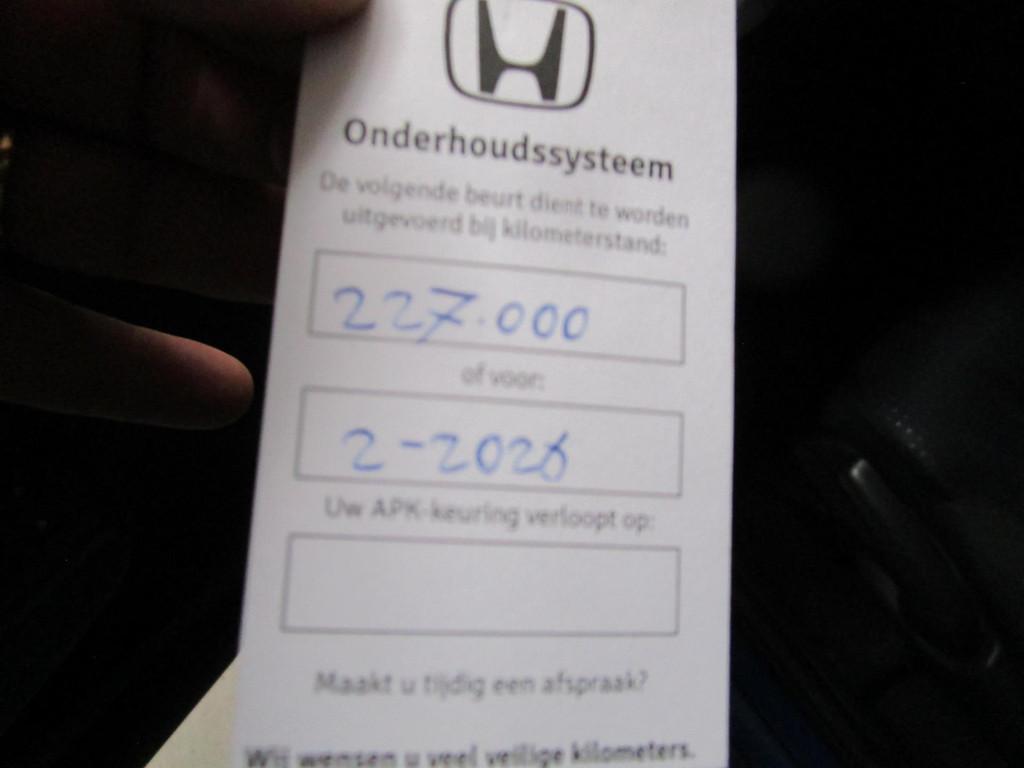 Onderhoudssysteem
De volgende beurt dient te worden
uitgevoerd bij kilometerstand:
227.000
of voor:
2-2026
Uw APK-keuring verloopt op:
Maakt u tijdig een afspraak?
Wij wensen u veel veilige kilometers.